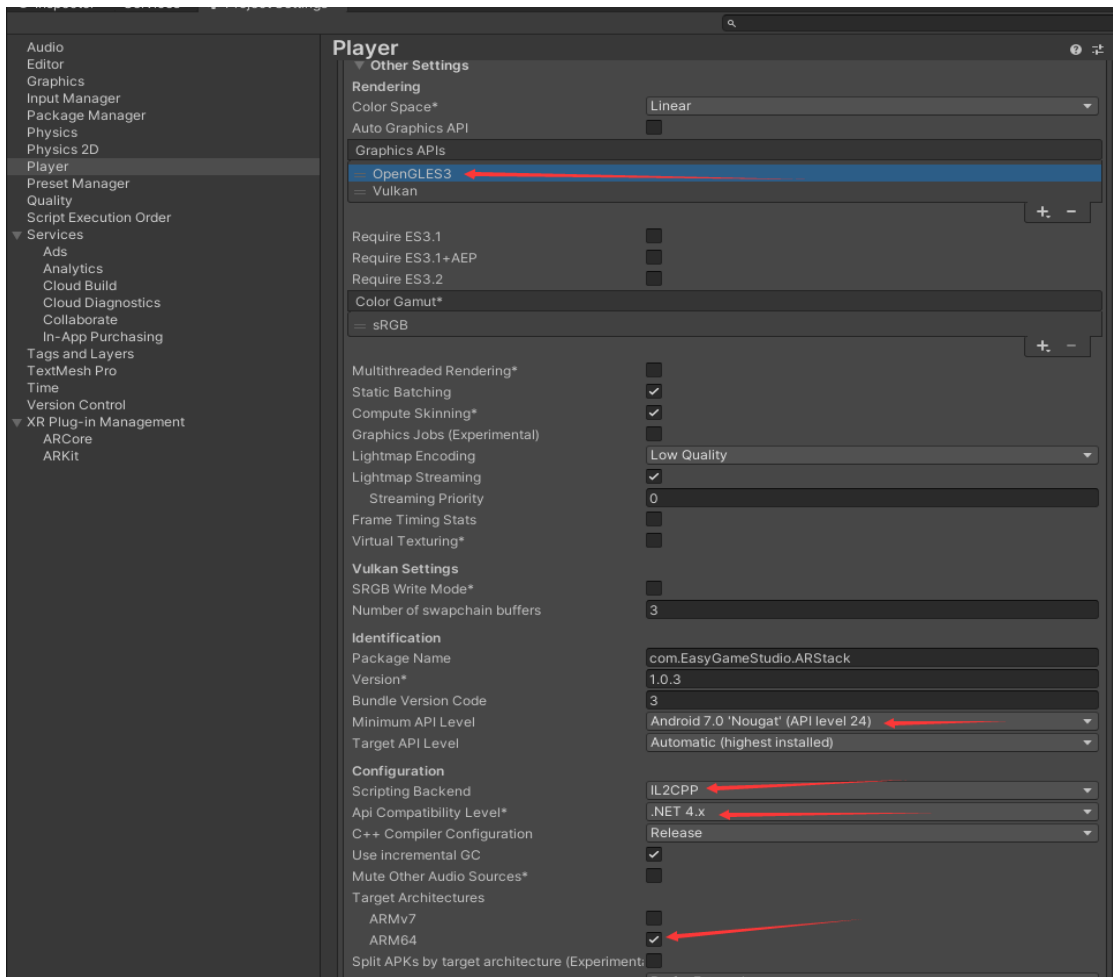 Audio
Editor
Graphics
Input Manager
Package Manager
Physics
Physics 2D
Player
Preset Manager
Quality
Script Execution Order
Services
Ads
Analytics
Cloud Build
Cloud Diagnostics
Collaborate
In-App Purchasing
Tags and Layers
TextMesh Pro
Time
Version Control
XR Plug-in Management
ARCore
ARKit
Player
Other Settings
Rendering
Color Space* Linear
Auto Graphics API
Graphics APIs
OpenGLES3
Vulkan
Require ES3.1
Require ES3.1+AEP
Require ES3.2
Color Gamut*
sRGB
Multithreaded Rendering*
Static Batching
Compute Skinning*
Graphics Jobs (Experimental)
Lightmap Encoding Low Quality
Lightmap Streaming
Streaming Priority 0
Frame Timing Stats
Virtual Texturing*
Vulkan Settings
SRGB Write Mode*
Number of swapchain buffers 3
Identification
Package Name com.EasyGameStudio.ARStack
Version* 1.0.3
Bundle Version Code 3
Minimum API Level Android 7.0 'Nougat' (API level 24)
Target API Level Automatic (highest installed)
Configuration
Scripting Backend IL2CPP
Api Compatibility Level* .NET 4.x
C++ Compiler Configuration Release
Use incremental GC
Mute Other Audio Sources*
Target Architectures
ARMv7
ARM64
Split APKs by target architecture (Experimenta